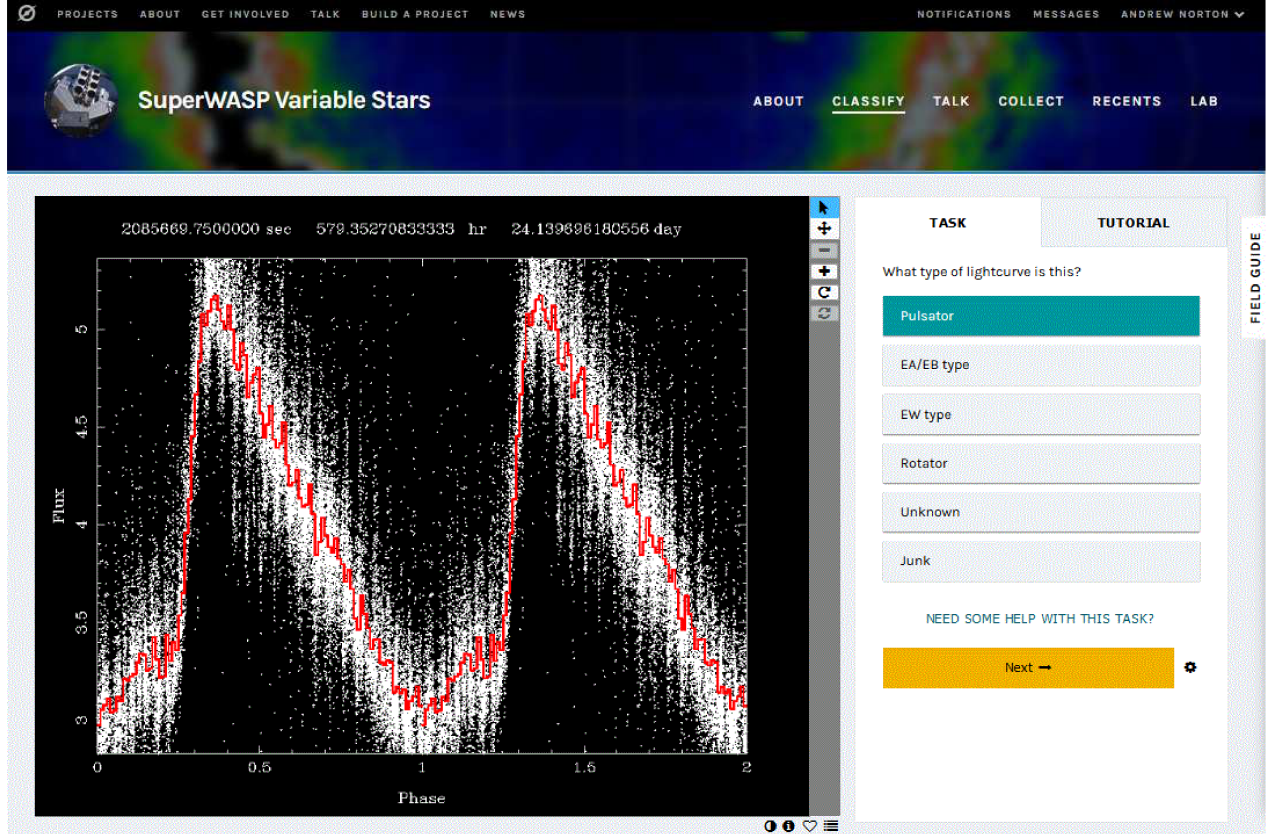 PROJECTS ABOUT GET INVOLVED TALK BUILD A PROJECT NEWS NOTIFICATIONS MESSAGES ANDREW NORTON
SuperWASP Variable Stars
ABOUT CLASSIFY TALK COLLECT RECENTS LAB
2085669.7500000 sec 579.35270833333 hr 24.139696180556 day
TASK TUTORIAL
FIELD GUIDE
What type of lightcurve is this?
Pulsator
EA/EB type
EW type
Rotator
Unknown
Junk
NEED SOME HELP WITH THIS TASK?
Next
Flux
5
4.5
4
3.5
3
0 0.5 1 1.5 2
Phase